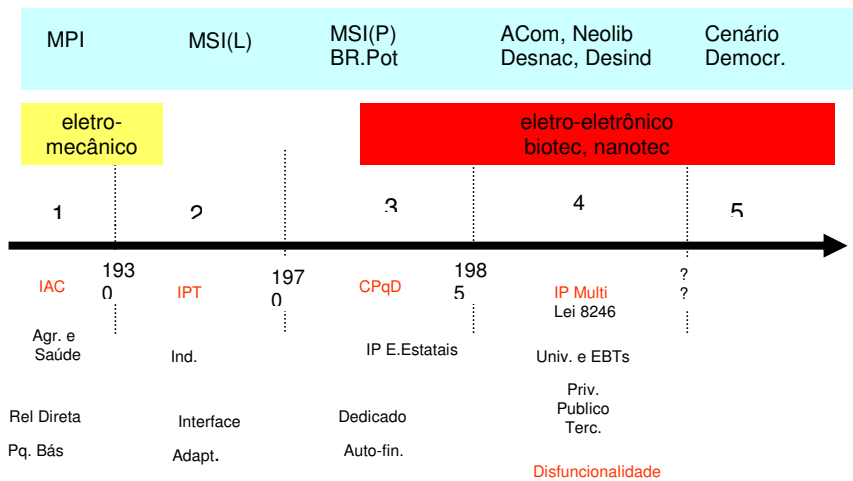 MPI
MSI(L)
MSI(P)
BR.Pot
ACom, Neolib
Desnac, Desind
Cenário
Democr.
eletro-
mecânico
eletro-eletrônico
biotec, nanotec
1
2
3
4
5
193
0
197
0
198
5
?
?
IAC
IPT
CPqD
IP Multi
Lei 8246
Agr. e
Saúde
Ind.
IP E.Estatais
Univ. e EBTs
Priv.
Publico
Terc.
Rel Direta
Interface
Dedicado
Pq. Bás
Adapt.
Auto-fin.
Disfuncionalidade